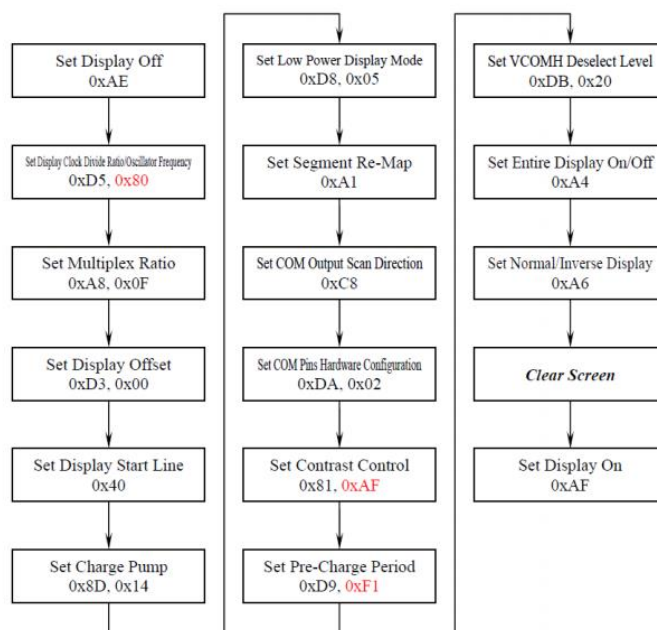 Set Display Off
0xAE
Set Display Clock Divide Ratio/Oscillator Frequency
0xD5, 0x80
Set Multiplex Ratio
0xA8, 0x0F
Set Display Offset
0xD3, 0x00
Set Display Start Line
0x40
Set Charge Pump
0x8D, 0x14
Set Low Power Display Mode
0xD8, 0x05
Set Segment Re-Map
0xA1
Set COM Output Scan Direction
0xC8
Set COM Pins Hardware Configuration
0xDA, 0x02
Set Contrast Control
0x81, 0xAF
Set Pre-Charge Period
0xD9, 0xF1
Set VCOMH Deselect Level
0xDB, 0x20
Set Entire Display On/Off
0xA4
Set Normal/Inverse Display
0xA6
Clear Screen
Set Display On
0xAF